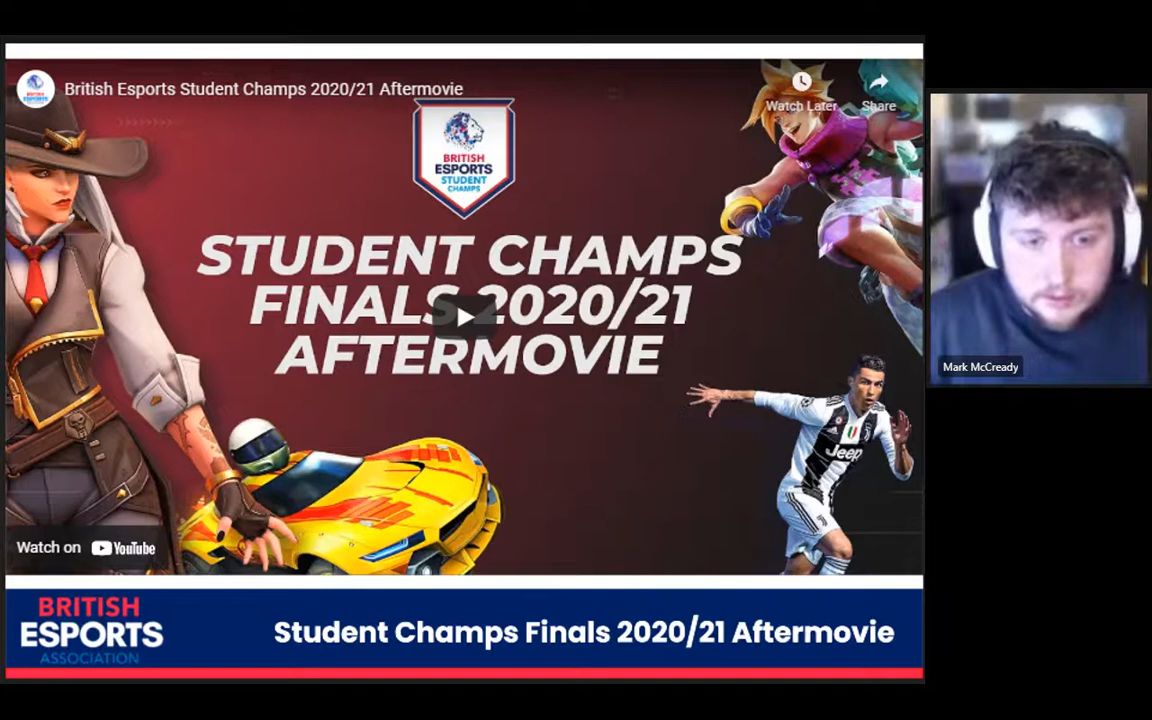 British Esports Student Champs 2020/21 Aftermovie
Watch Later
Share
BRITISH
ESPORTS
STUDENT
CHAMPS
STUDENT CHAMPS
FINALS 2020/21
AFTERMOVIE
Jeep
Mark McCready
Watch on YouTube
BRITISH
ESPORTS
ASSOCIATION
Student Champs Finals 2020/21 Aftermovie